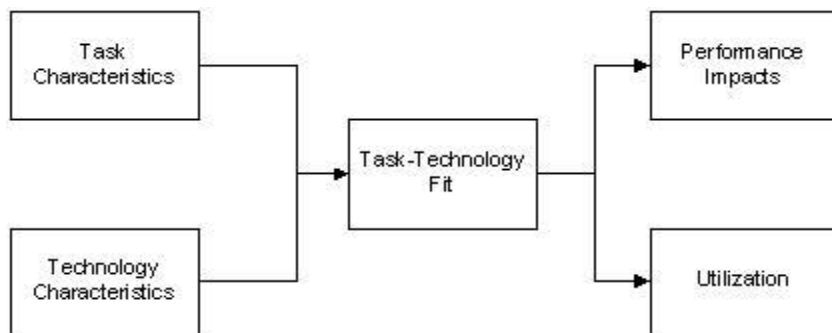 Task
Characteristics
Performance
Impacts
Task-Technology
Fit
Technology
Characteristics
Utilization